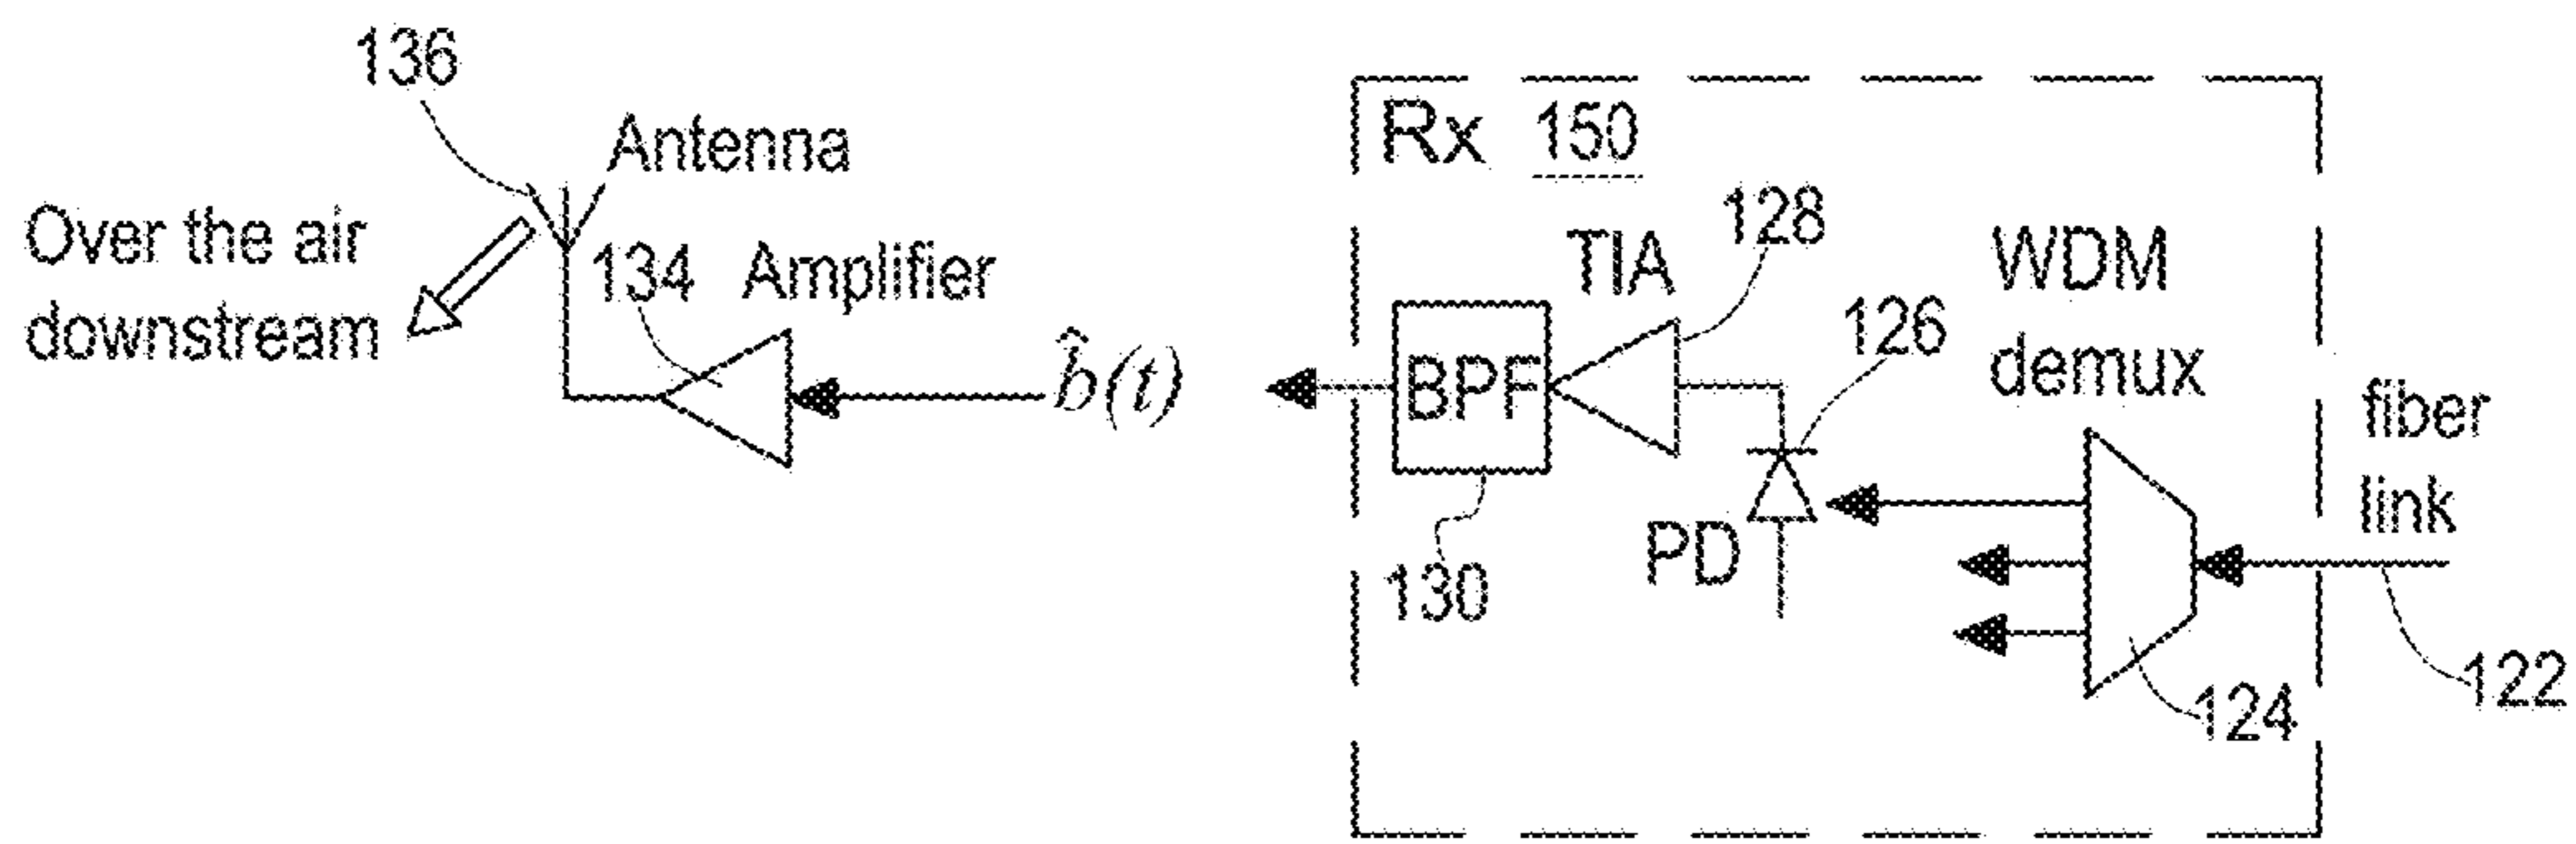 136
Antenna
Over the air
downstream
134 Amplifier
b̂(t)
Rx 150
TIA
128
BPF
130
PD
126
WDM
demux
124
fiber
link
122